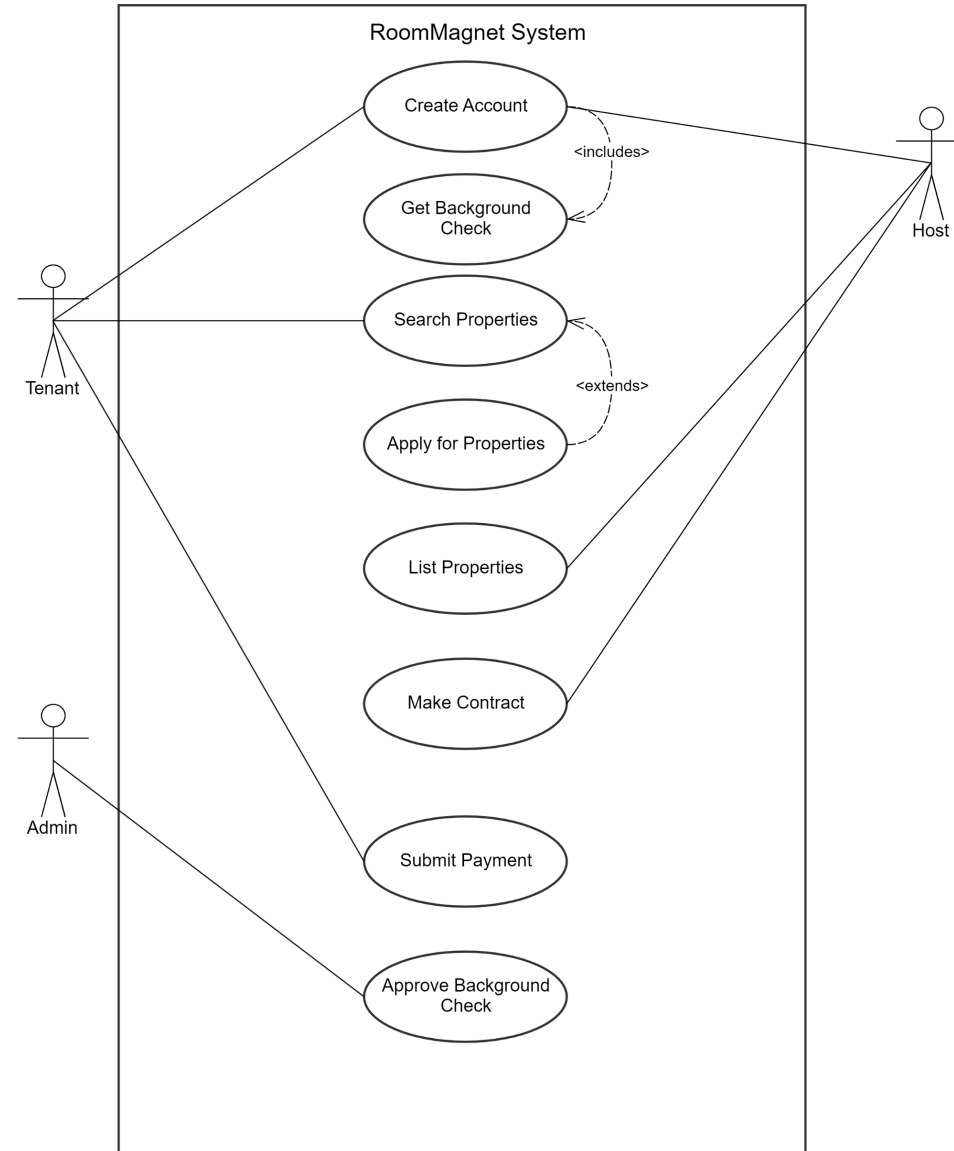 RoomMagnet System
Create Account
<includes>
Get Background
Check
Host
Search Properties
Tenant
<extends>
Apply for Properties
List Properties
Make Contract
Admin
Submit Payment
Approve Background
Check